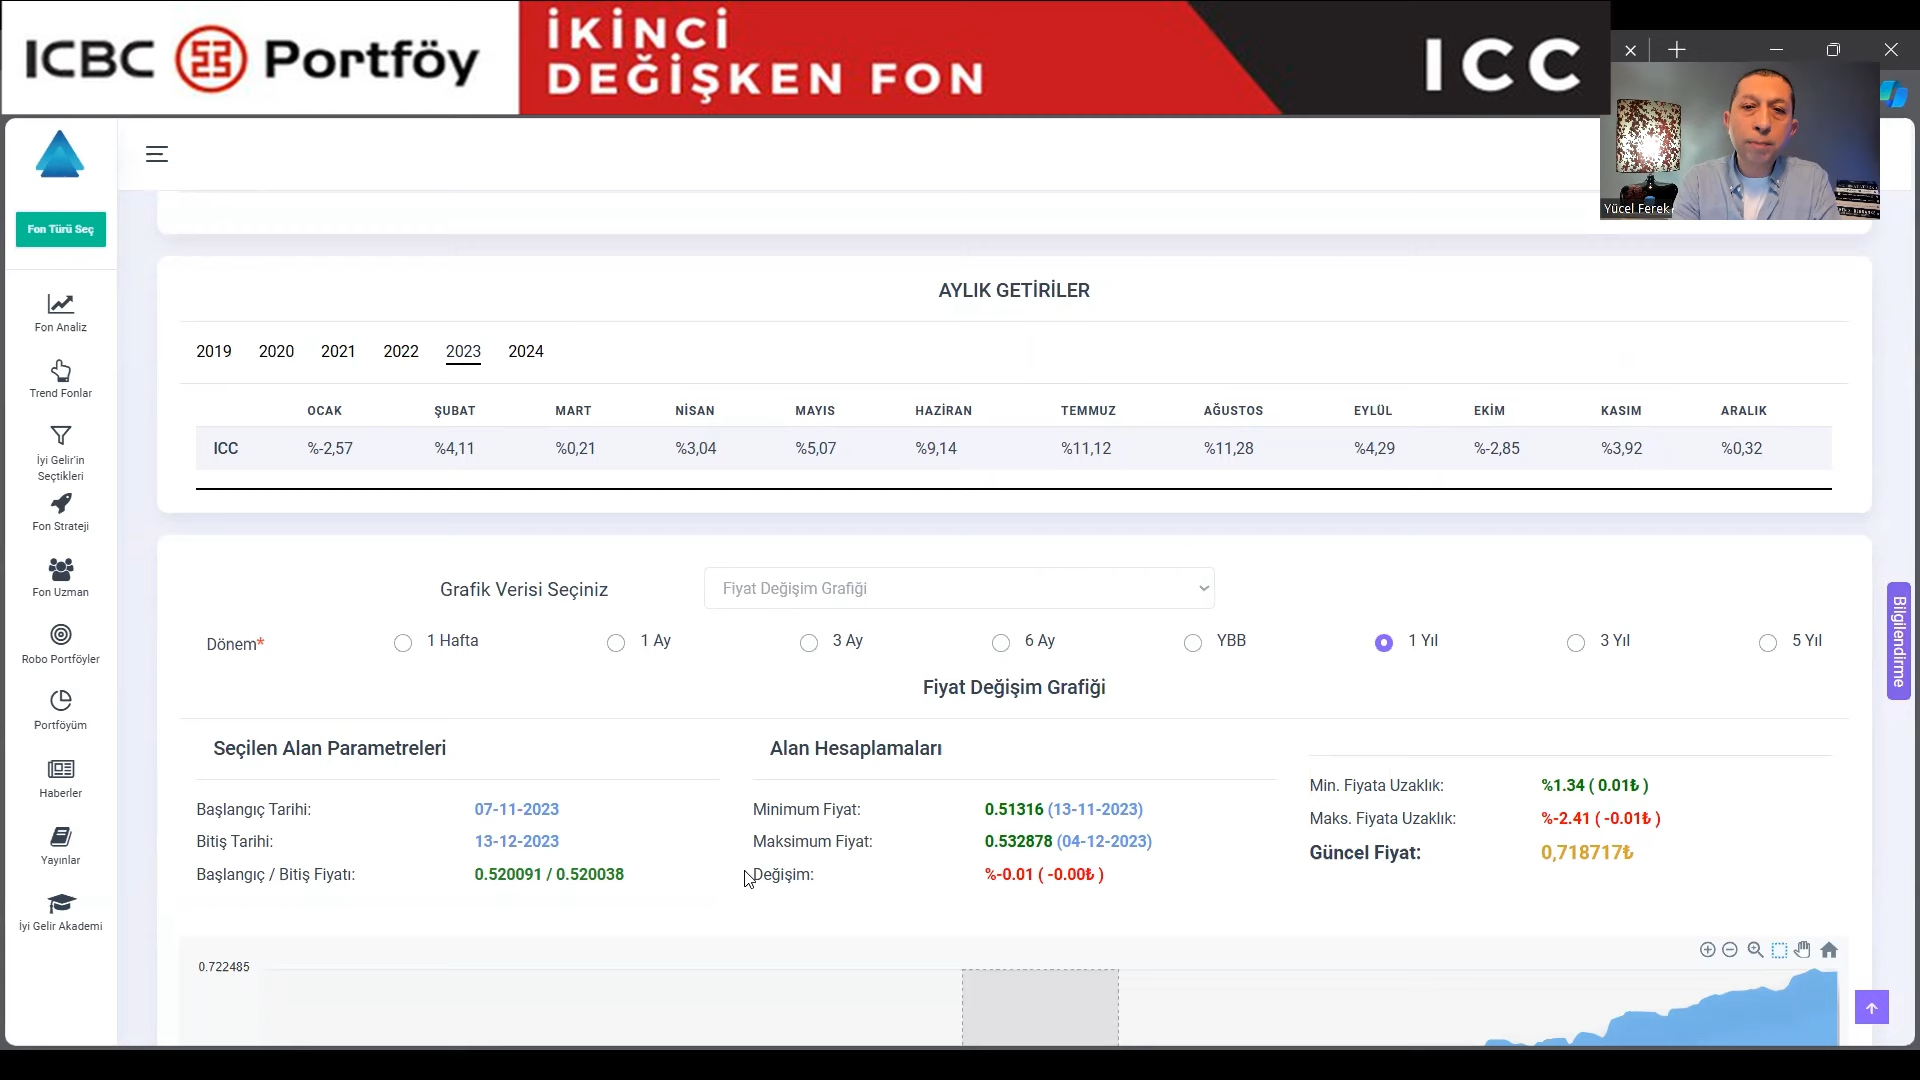 ICBC Portföy
İKİNCİ
DEĞİŞKEN FON
ICC
Yücel Ferek
Fon Türü Seç
Fon Analiz
Trend Fonlar
İyi Gelir'in
Seçtikleri
Fon Strateji
Fon Uzman
Robo Portföyler
Portföyüm
Haberler
Yayınlar
İyi Gelir Akademi
AYLIK GETİRİLER
2019 2020 2021 2022 2023 2024
OCAK ŞUBAT MART NİSAN MAYIS HAZİRAN TEMMUZ AĞUSTOS EYLÜL EKİM KASIM ARALIK
ICC %-2,57 %4,11 %0,21 %3,04 %5,07 %9,14 %11,12 %11,28 %4,29 %-2,85 %3,92 %0,32
Grafik Verisi Seçiniz Fiyat Değişim Grafiği
Dönem* 1 Hafta 1 Ay 3 Ay 6 Ay YBB 1 Yıl 3 Yıl 5 Yıl
Fiyat Değişim Grafiği
Seçilen Alan Parametreleri
Başlangıç Tarihi: 07-11-2023
Bitiş Tarihi: 13-12-2023
Başlangıç / Bitiş Fiyatı: 0.520091 / 0.520038
Alan Hesaplamaları
Minimum Fiyat: 0.51316 (13-11-2023)
Maksimum Fiyat: 0.532878 (04-12-2023)
Değişim: %-0.01 ( -0.00₺ )
Min. Fiyata Uzaklık: %1.34 ( 0.01₺ )
Maks. Fiyata Uzaklık: %-2.41 ( -0.01₺ )
Güncel Fiyat: 0,718717₺
0.722485
Bilgilendirme